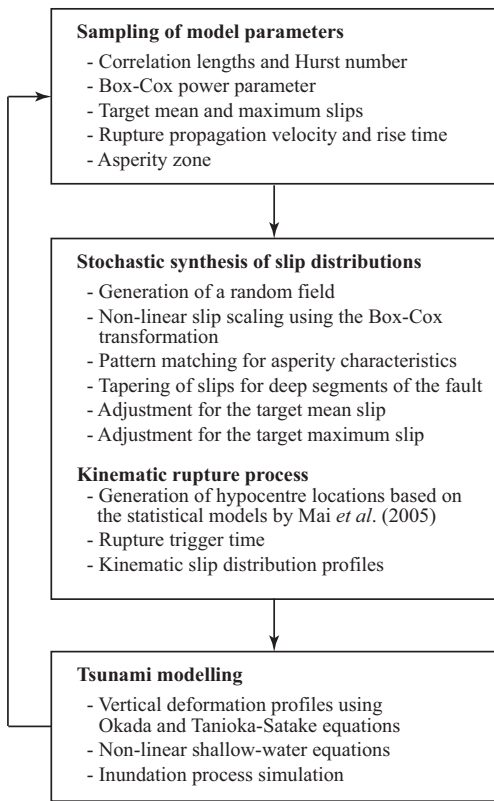 Sampling of model parameters
- Correlation lengths and Hurst number
- Box-Cox power parameter
- Target mean and maximum slips
- Rupture propagation velocity and rise time
- Asperity zone
Stochastic synthesis of slip distributions
- Generation of a random field
- Non-linear slip scaling using the Box-Cox
transformation
- Pattern matching for asperity characteristics
- Tapering of slips for deep segments of the fault
- Adjustment for the target mean slip
- Adjustment for the target maximum slip
Kinematic rupture process
- Generation of hypocentre locations based on
the statistical models by Mai et al. (2005)
- Rupture trigger time
- Kinematic slip distribution profiles
Tsunami modelling
- Vertical deformation profiles using
Okada and Tanioka-Satake equations
- Non-linear shallow-water equations
- Inundation process simulation